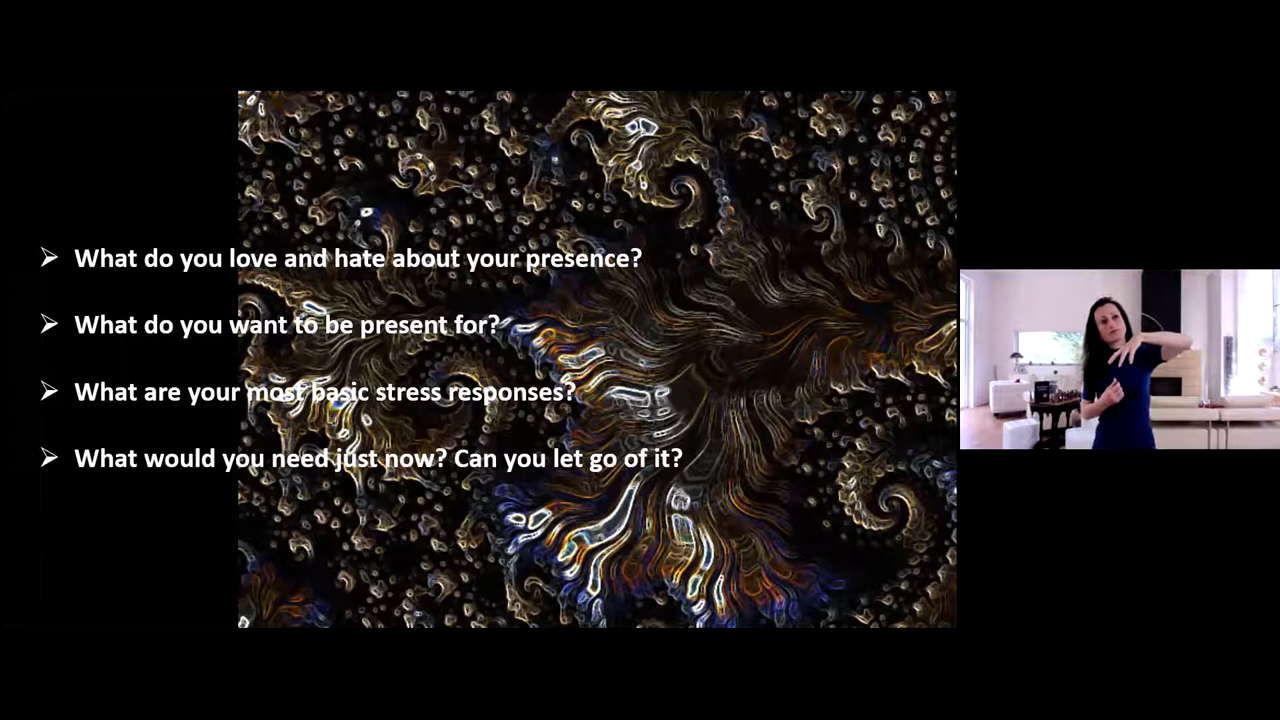 ➢ What do you love and hate about your presence?
➢ What do you want to be present for?
➢ What are your most basic stress responses?
➢ What would you need just now? Can you let go of it?